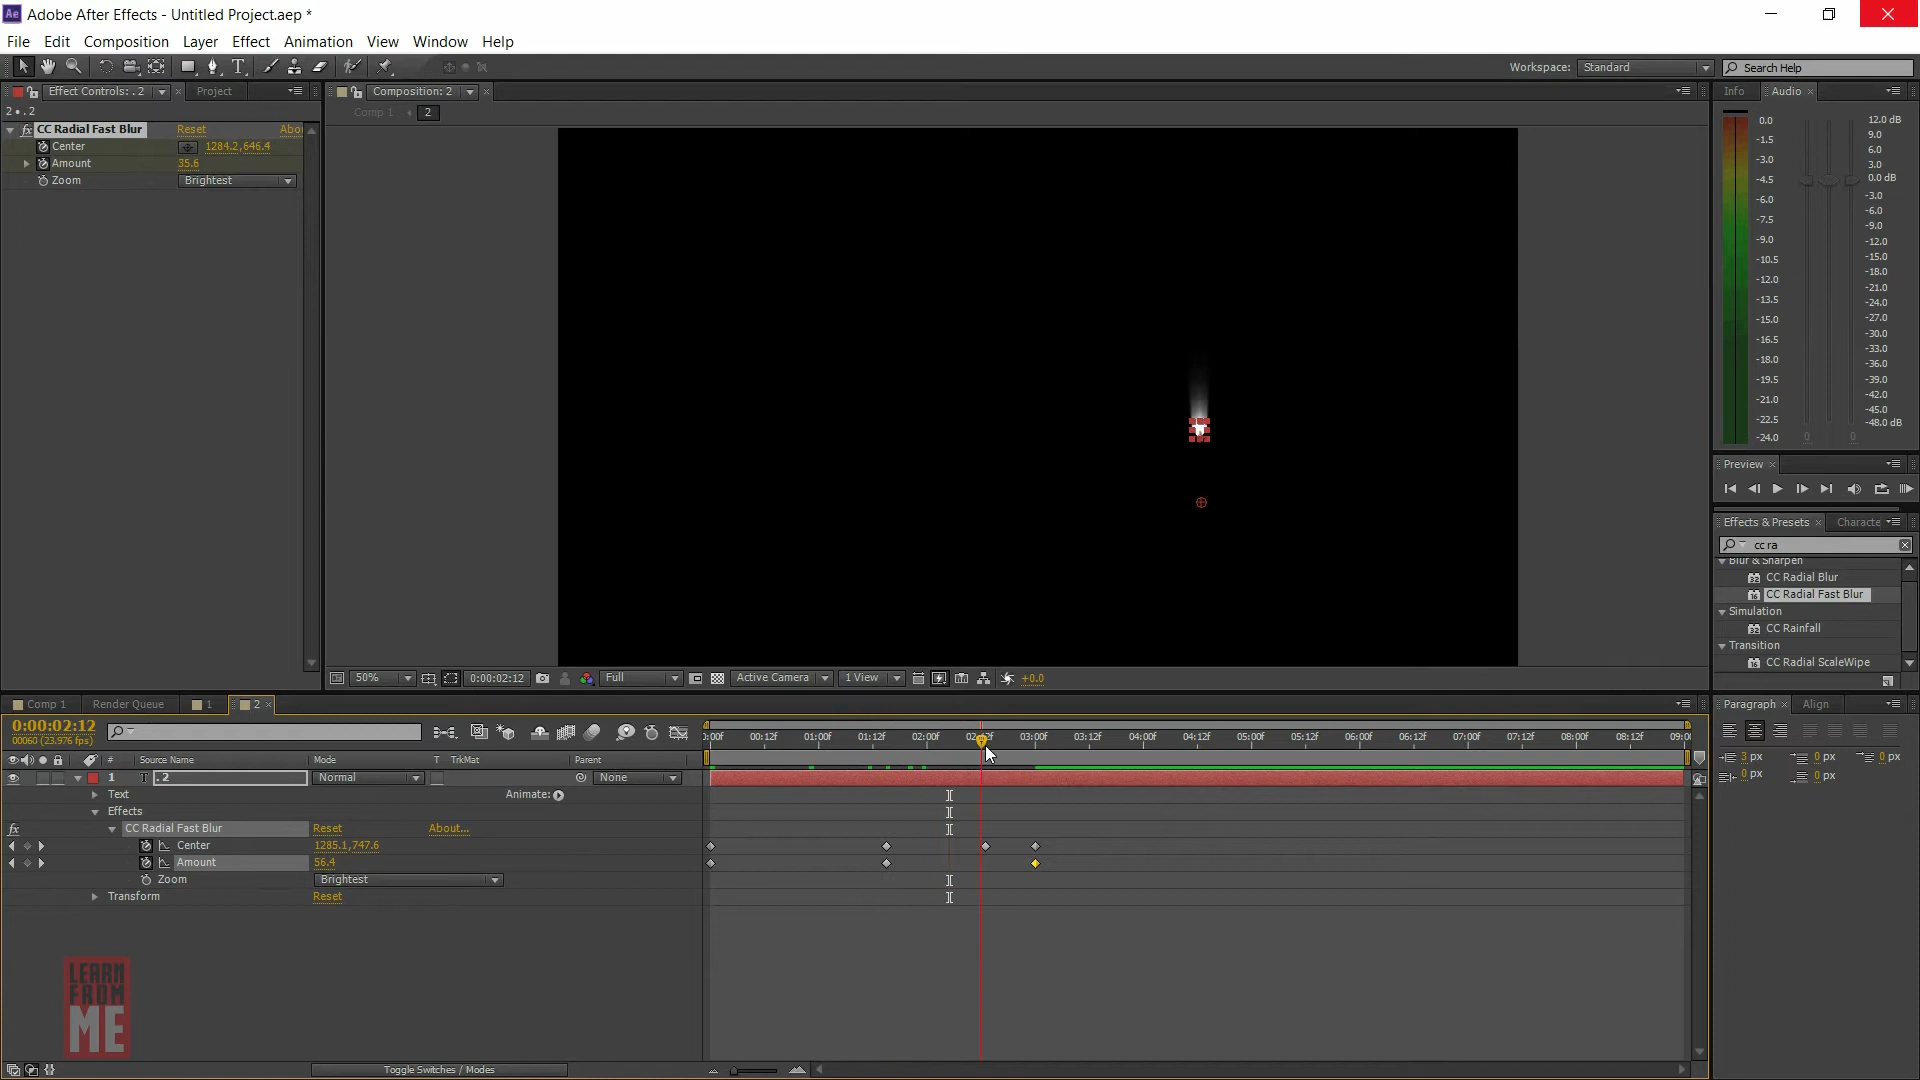 Adobe After Effects - Untitled Project.aep *
File Edit Composition Layer Effect Animation View Window Help
Workspace: Standard Search Help
Effect Controls: . 2 Project
Composition: 2
Info Audio
2 • . 2
Comp 1 2
CC Radial Fast Blur Reset Abou
Center 1284.2,646.4
Amount 35.6
Zoom Brightest
0.0 12.0 dB
-1.5 9.0
-3.0 6.0
-4.5 3.0
-6.0 0.0 dB
-7.5 -3.0
-9.0 -6.0
-10.5 -9.0
-12.0 -12.0
-13.5 -15.0
-15.0 -18.0
-16.5 -21.0
-18.0 -24.0
-19.5 -27.0
-21.0 -30.0
-22.5 -33.0
-24.0 -36.0
-39.0
-42.0
-45.0
-48.0 dB
0 0
Preview
Effects & Presets Characte
cc ra
Blur & Sharpen
CC Radial Blur
CC Radial Fast Blur
Simulation
CC Rainfall
Transition
CC Radial ScaleWipe
50% 0:00:02:12 Full Active Camera 1 View +0.0
Comp 1 Render Queue 1 2
Paragraph Align
0:00:02:12
00060 (23.976 fps)
0:00f 00:12f 01:00f 01:12f 02:00f 02:12f 03:00f 03:12f 04:00f 04:12f 05:00f 05:12f 06:00f 06:12f 07:00f 07:12f 08:00f 08:12f 09:0
3 px 0 px 0 px
0 px 0 px
# Source Name Mode T TrkMat Parent
1 T . 2 Normal None
Text Animate:
Effects
CC Radial Fast Blur Reset About...
Center 1285.1,747.6
Amount 56.4
Zoom Brightest
Transform Reset
LEARN
FROM
ME
Toggle Switches / Modes